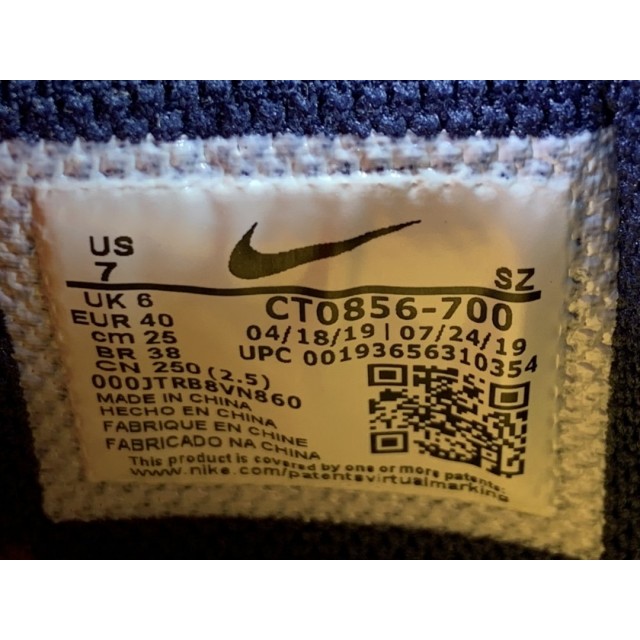 US
7
SZ
UK 6
EUR 40
cm 25
BR 38
CN 250 (2.5)
000JTRB8VN860
MADE IN CHINA
HECHO EN CHINA
FABRIQUE EN CHINE
FABRICADO NA CHINA
CT0856-700
04/18/19 | 07/24/19
UPC 00193656310354
This product is covered by one or more patents:
www.nike.com/patentsvirtualmarking